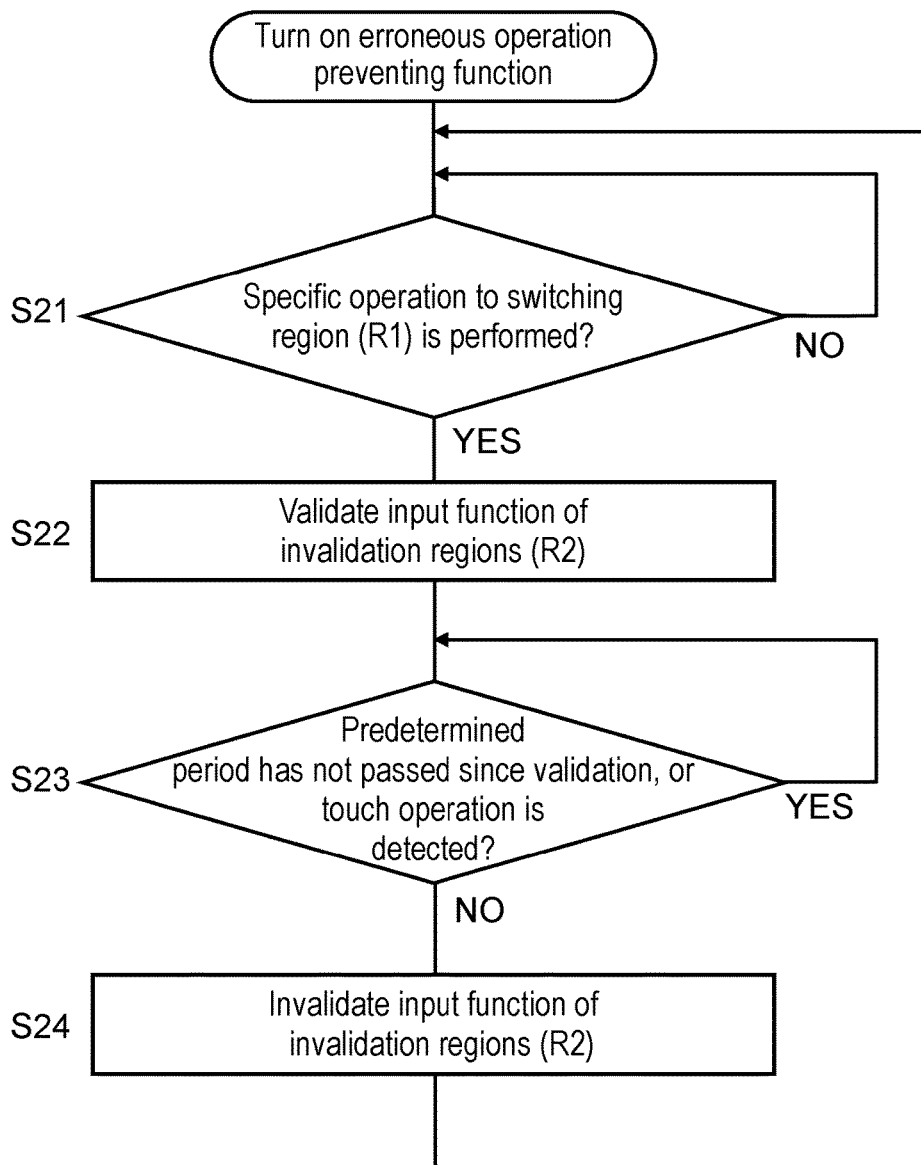 Turn on erroneous operation
preventing function
S21
Specific operation to switching
region (R1) is performed?
NO
YES
S22
Validate input function of
invalidation regions (R2)
S23
Predetermined
period has not passed since validation, or
touch operation is
detected?
YES
NO
S24
Invalidate input function of
invalidation regions (R2)